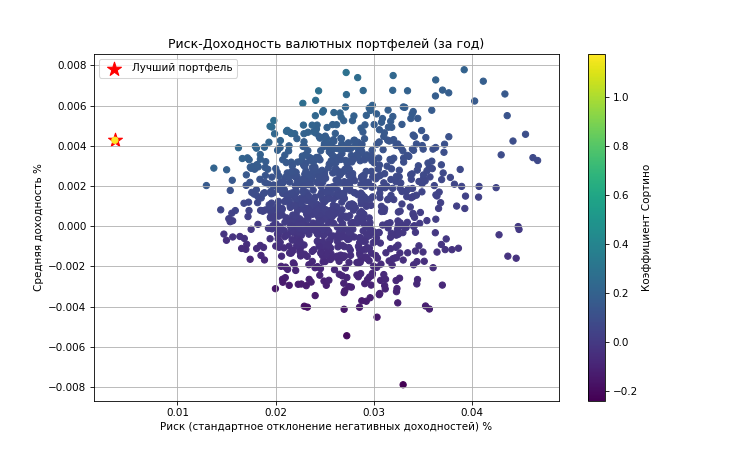 Риск-Доходность валютных портфелей (за год)
Лучший портфель
Средняя доходность %
0.008
0.006
0.004
0.002
0.000
−0.002
−0.004
−0.006
−0.008
0.01 0.02 0.03 0.04
Риск (стандартное отклонение негативных доходностей) %
1.0
0.8
0.6
0.4
0.2
0.0
−0.2
Коэффициент Сортино